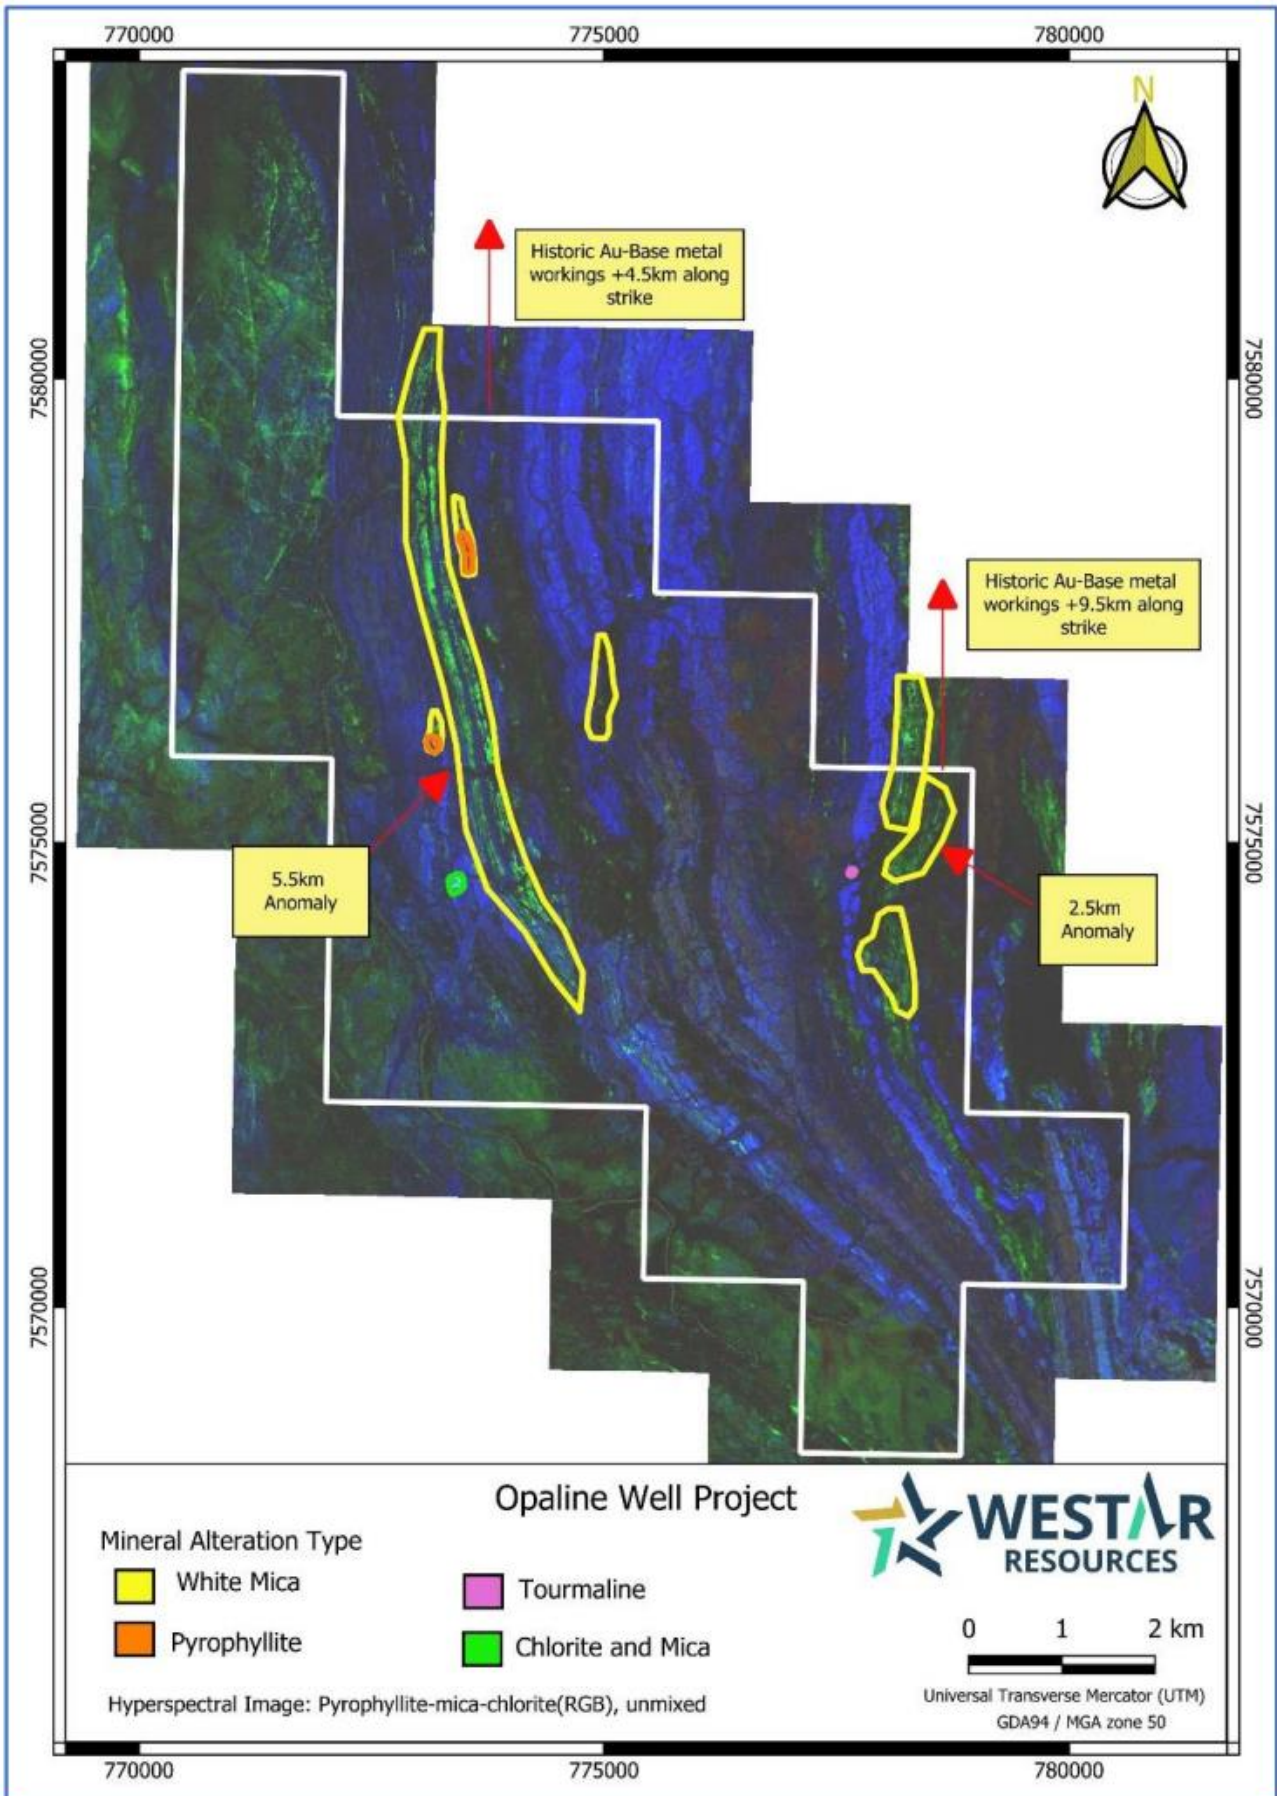 770000
775000
780000
N
Historic Au-Base metal
workings +4.5km along
strike
7580000
7580000
Historic Au-Base metal
workings +9.5km along
strike
7575000
7575000
5.5km
Anomaly
2.5km
Anomaly
7570000
7570000
Opaline Well Project
Mineral Alteration Type
White Mica
Pyrophyllite
Tourmaline
Chlorite and Mica
WESTAR
RESOURCES
0 1 2 km
Hyperspectral Image: Pyrophyllite-mica-chlorite(RGB), unmixed
Universal Transverse Mercator (UTM)
GDA94 / MGA zone 50
770000
775000
780000